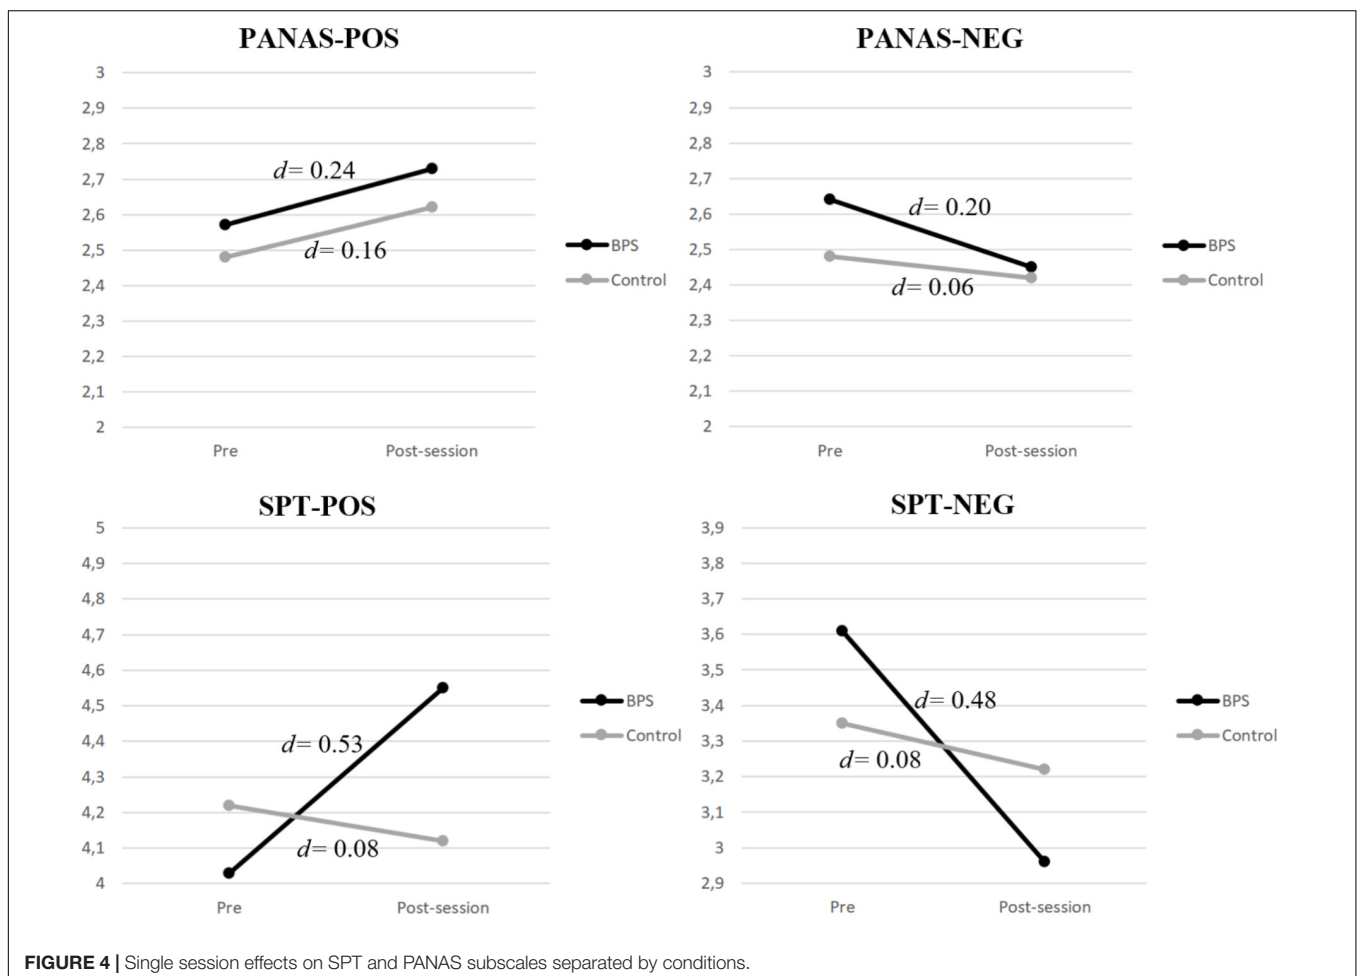 PANAS-POS
3
2,9
2,8
2,7
2,6
2,5
2,4
2,3
2,2
2,1
2
d= 0.24
d= 0.16
Pre Post-session
BPS
Control
PANAS-NEG
3
2,9
2,8
2,7
2,6
2,5
2,4
2,3
2,2
2,1
2
d= 0.20
d= 0.06
Pre Post-session
BPS
Control
SPT-POS
5
4,9
4,8
4,7
4,6
4,5
4,4
4,3
4,2
4,1
4
d= 0.53
d= 0.08
Pre Post-session
BPS
Control
SPT-NEG
3,9
3,8
3,7
3,6
3,5
3,4
3,3
3,2
3,1
3
2,9
d= 0.48
d= 0.08
Pre Post-session
BPS
Control
FIGURE 4 | Single session effects on SPT and PANAS subscales separated by conditions.